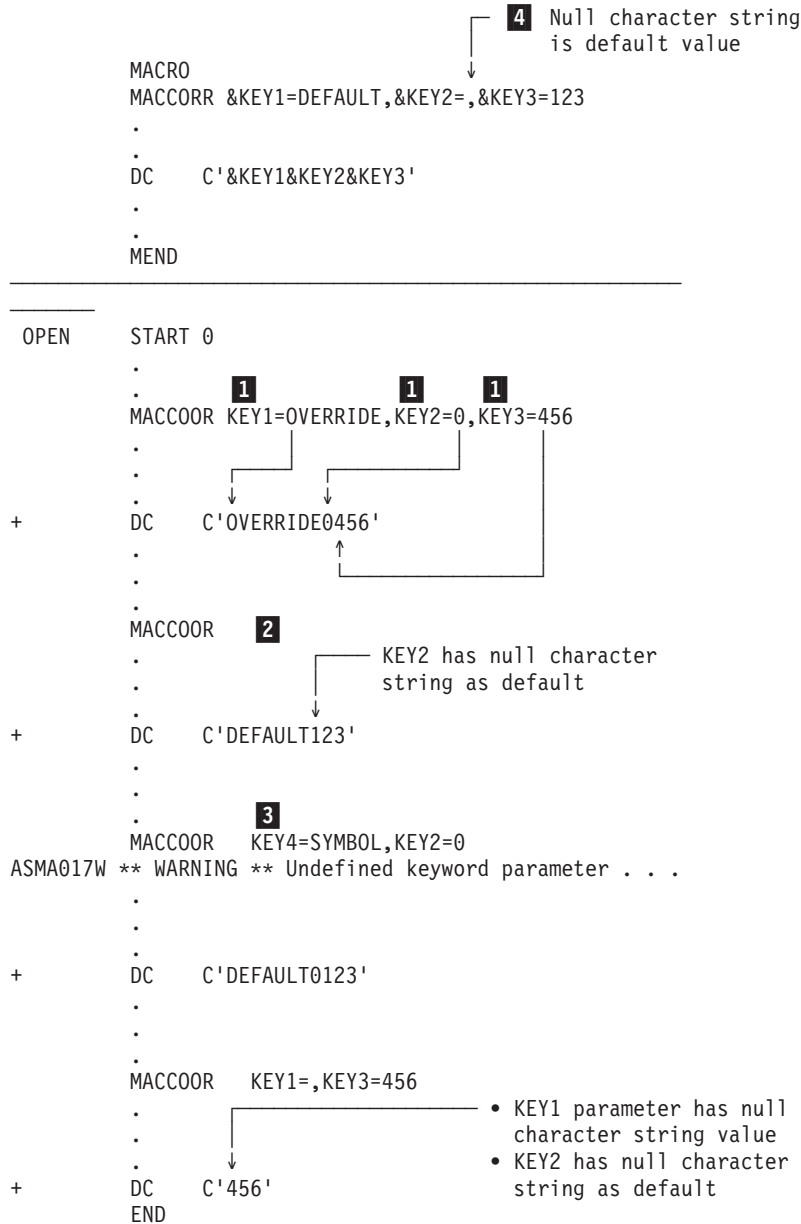 4 Null character string
is default value
MACRO
MACCORR &KEY1=DEFAULT,&KEY2=,&KEY3=123
.
.
DC C'&KEY1&KEY2&KEY3'
.
.
MEND
OPEN START 0
.
. 1 1 1
MACCOOR KEY1=OVERRIDE,KEY2=0,KEY3=456
.
.
.
+ DC C'OVERRIDE0456'
.
.
.
MACCOOR 2
. KEY2 has null character
. string as default
.
+ DC C'DEFAULT123'
.
.
. 3
MACCOOR KEY4=SYMBOL,KEY2=0
ASMA017W ** WARNING ** Undefined keyword parameter . . .
.
.
.
+ DC C'DEFAULT0123'
.
.
.
MACCOOR KEY1=,KEY3=456
. • KEY1 parameter has null
. character string value
. • KEY2 has null character
+ DC C'456' string as default
END